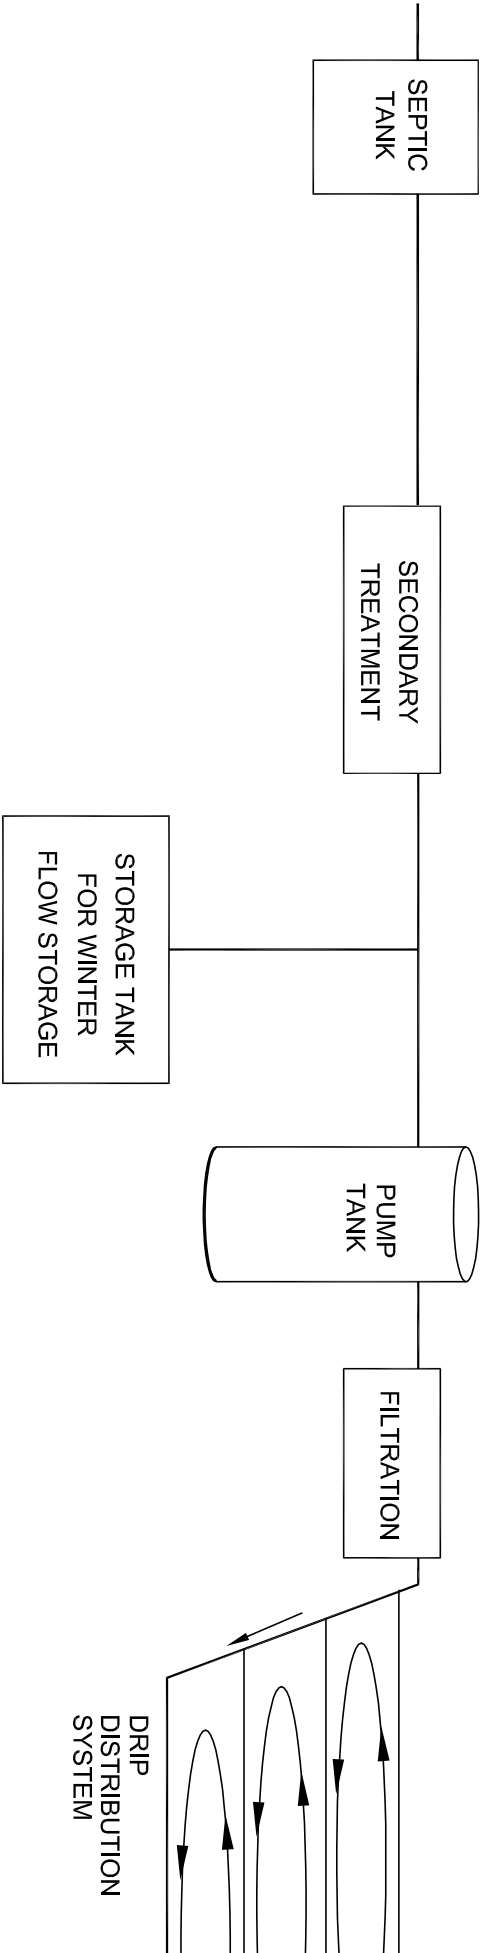 SEPTIC
TANK
SECONDARY
TREATMENT
STORAGE TANK
FOR WINTER
FLOW STORAGE
PUMP
TANK
FILTRATION
DRIP
DISTRIBUTION
SYSTEM